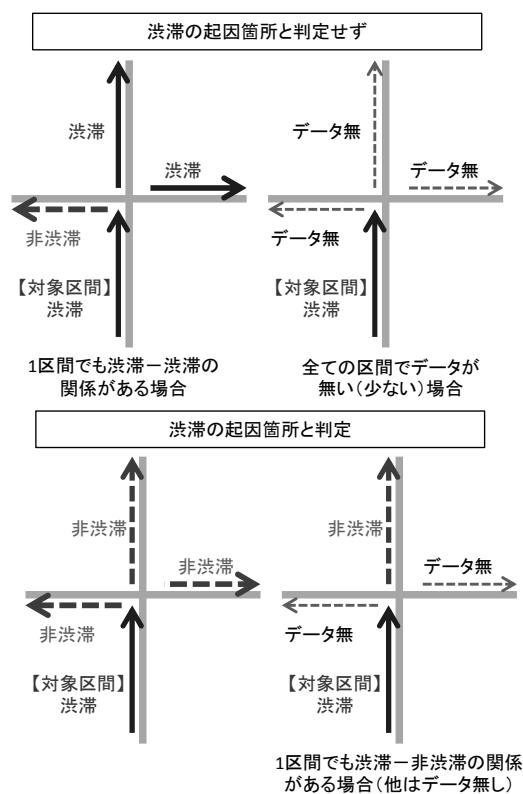 渋滞の起因箇所と判定せず
渋滞
渋滞
非渋滞
【対象区間】
渋滞
1区間でも渋滞－渋滞の
関係がある場合
データ無
データ無
データ無
【対象区間】
渋滞
全ての区間でデータが
無い(少ない)場合
渋滞の起因箇所と判定
非渋滞
非渋滞
非渋滞
【対象区間】
渋滞
非渋滞
データ無
データ無
【対象区間】
渋滞
1区間でも渋滞－非渋滞の関係
がある場合(他はデータ無し)